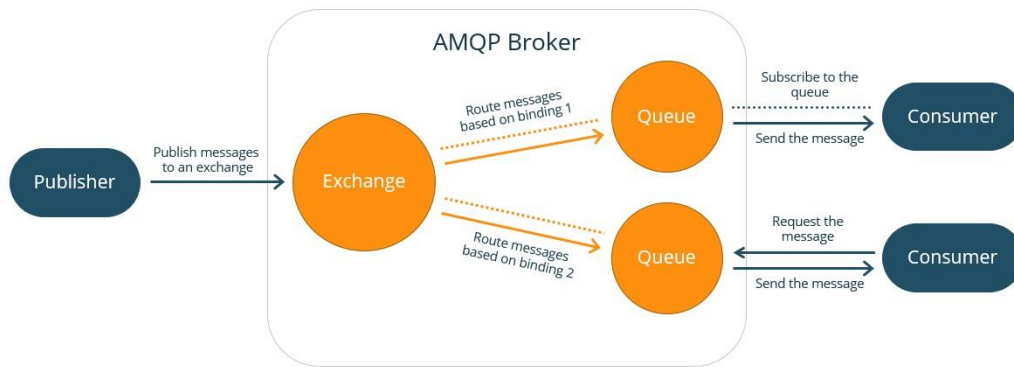 AMQP Broker
Publisher
Publish messages
to an exchange
Exchange
Route messages
based on binding 1
Queue
Subscribe to the
queue
Send the message
Consumer
Route messages
based on binding 2
Queue
Request the
message
Send the message
Consumer